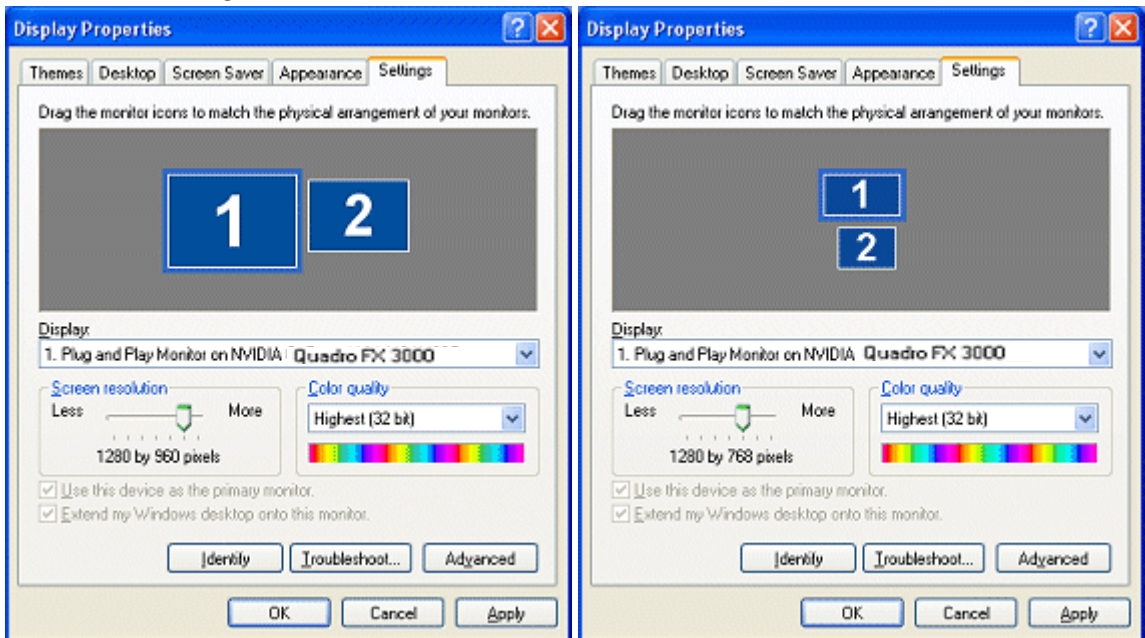 Display Properties
Themes Desktop Screen Saver Appearance Settings
Drag the monitor icons to match the physical arrangement of your monitors.
1 2
Display:
1. Plug and Play Monitor on NVIDIA Quadro FX 3000
Screen resolution
Less More
1280 by 960 pixels
Color quality
Highest (32 bit)
Use this device as the primary monitor.
Extend my Windows desktop onto this monitor.
Identify Troubleshoot... Advanced
OK Cancel Apply
Display Properties
Themes Desktop Screen Saver Appearance Settings
Drag the monitor icons to match the physical arrangement of your monitors.
1
2
Display:
1. Plug and Play Monitor on NVIDIA Quadro FX 3000
Screen resolution
Less More
1280 by 768 pixels
Color quality
Highest (32 bit)
Use this device as the primary monitor.
Extend my Windows desktop onto this monitor.
Identify Troubleshoot... Advanced
OK Cancel Apply